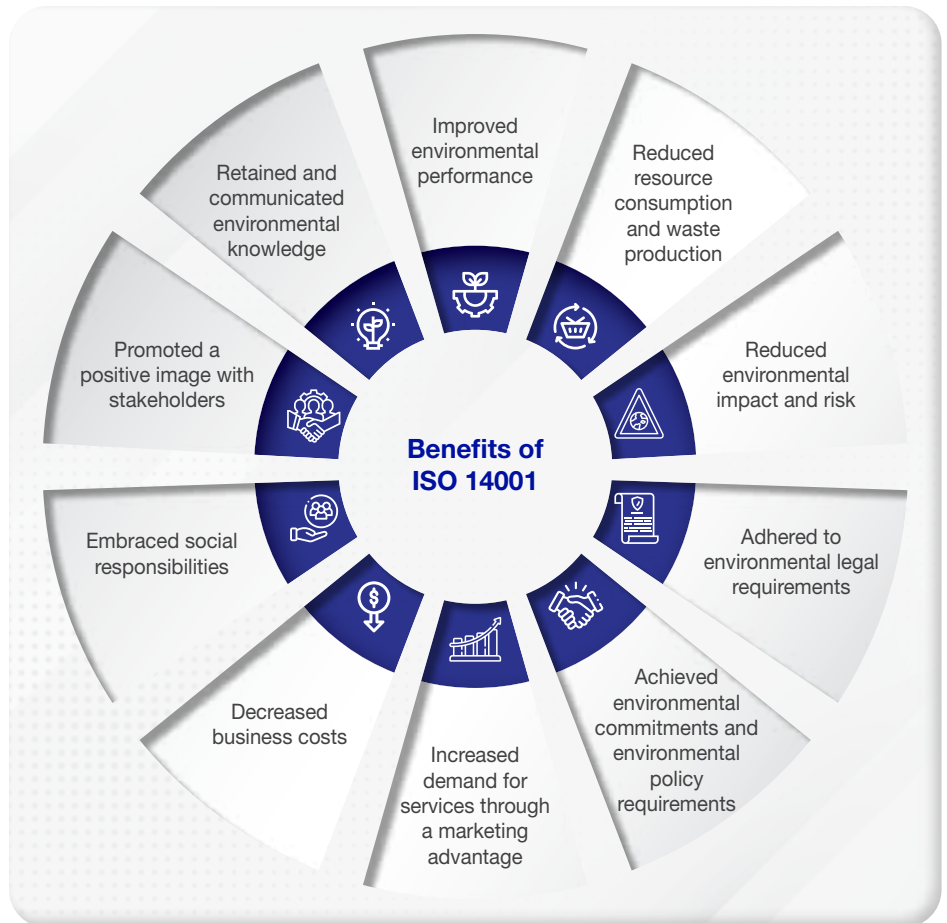 Benefits of
ISO 14001
Improved
environmental
performance
Reduced
resource
consumption
and waste
production
Reduced
environmental
impact and risk
Adhered to
environmental legal
requirements
Achieved
environmental
commitments and
environmental
policy
requirements
Increased
demand for
services through
a marketing
advantage
Decreased
business costs
Embraced social
responsibilities
Promoted a
positive image with
stakeholders
Retained and
communicated
environmental
knowledge
$